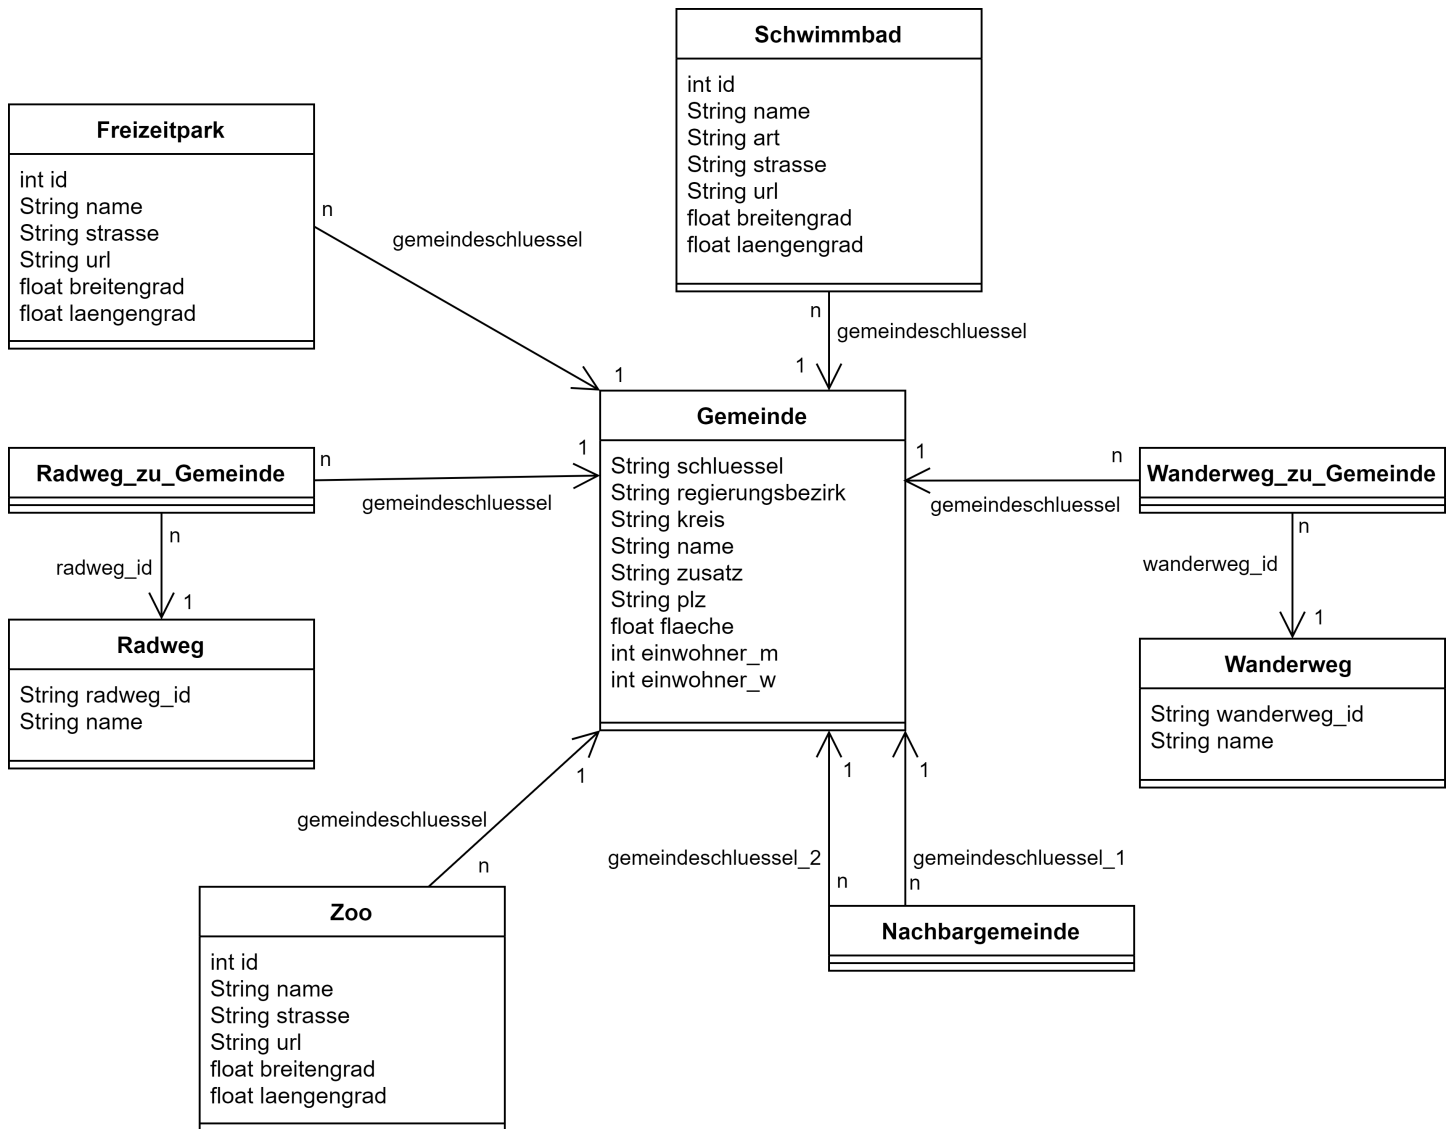 Schwimmbad
int id
String name
String art
String strasse
String url
float breitengrad
float laengengrad
n
gemeindeschluessel
1
Freizeitpark
int id
String name
String strasse
String url
float breitengrad
float laengengrad
n
gemeindeschluessel
1
Gemeinde
String schluessel
String regierungsbezirk
String kreis
String name
String zusatz
String plz
float flaeche
int einwohner_m
int einwohner_w
Radweg_zu_Gemeinde
n
1
gemeindeschluessel
n
radweg_id
1
Radweg
String radweg_id
String name
1
n
gemeindeschluessel
Wanderweg_zu_Gemeinde
n
wanderweg_id
1
Wanderweg
String wanderweg_id
String name
1
gemeindeschluessel
n
Zoo
int id
String name
String strasse
String url
float breitengrad
float laengengrad
1
1
gemeindeschluessel_2
gemeindeschluessel_1
n
n
Nachbargemeinde